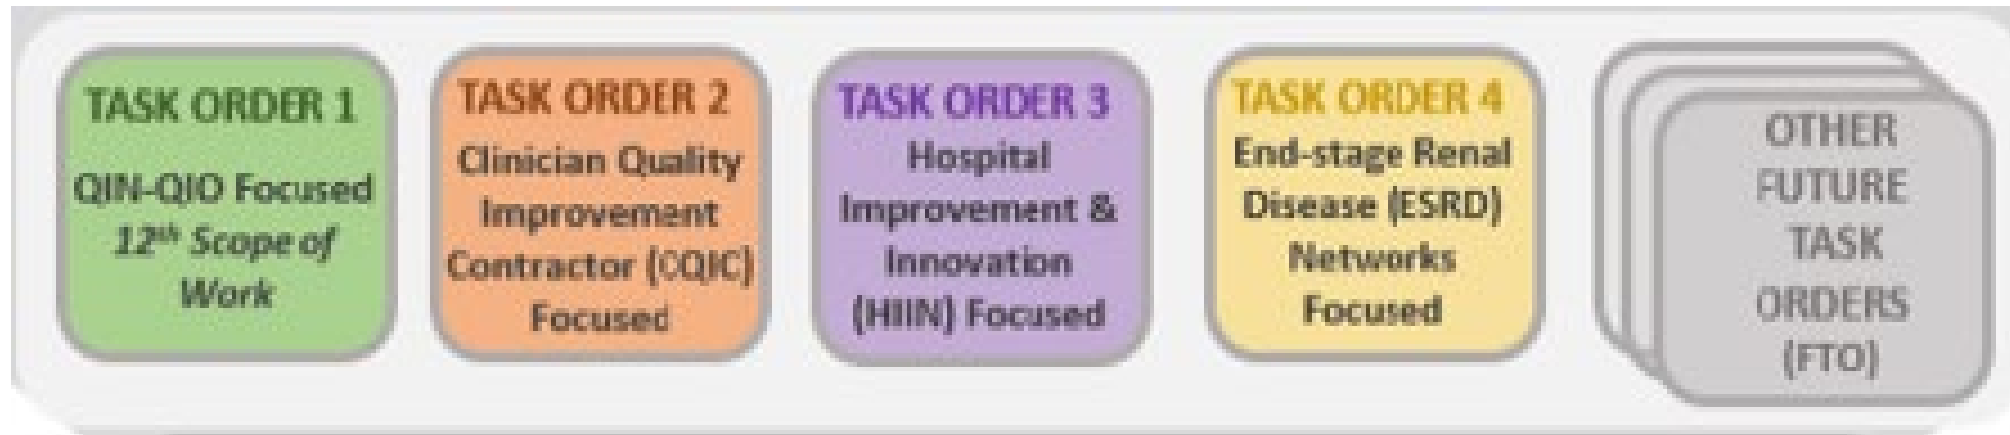 TASK ORDER 1
QIN-QIO Focused
12th Scope of
Work
TASK ORDER 2
Clinician Quality
Improvement
Contractor (CQIC)
Focused
TASK ORDER 3
Hospital
Improvement &
Innovation
(HIIN) Focused
TASK ORDER 4
End-stage Renal
Disease (ESRD)
Networks
Focused
OTHER
FUTURE
TASK
ORDERS
(FTO)